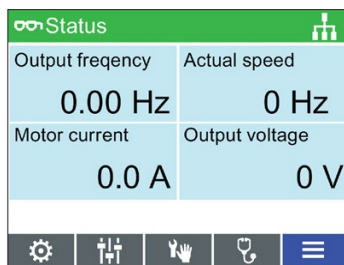 Status
Output freqency
Actual speed
0.00 Hz
0 Hz
Motor current
Output voltage
0.0 A
0 V